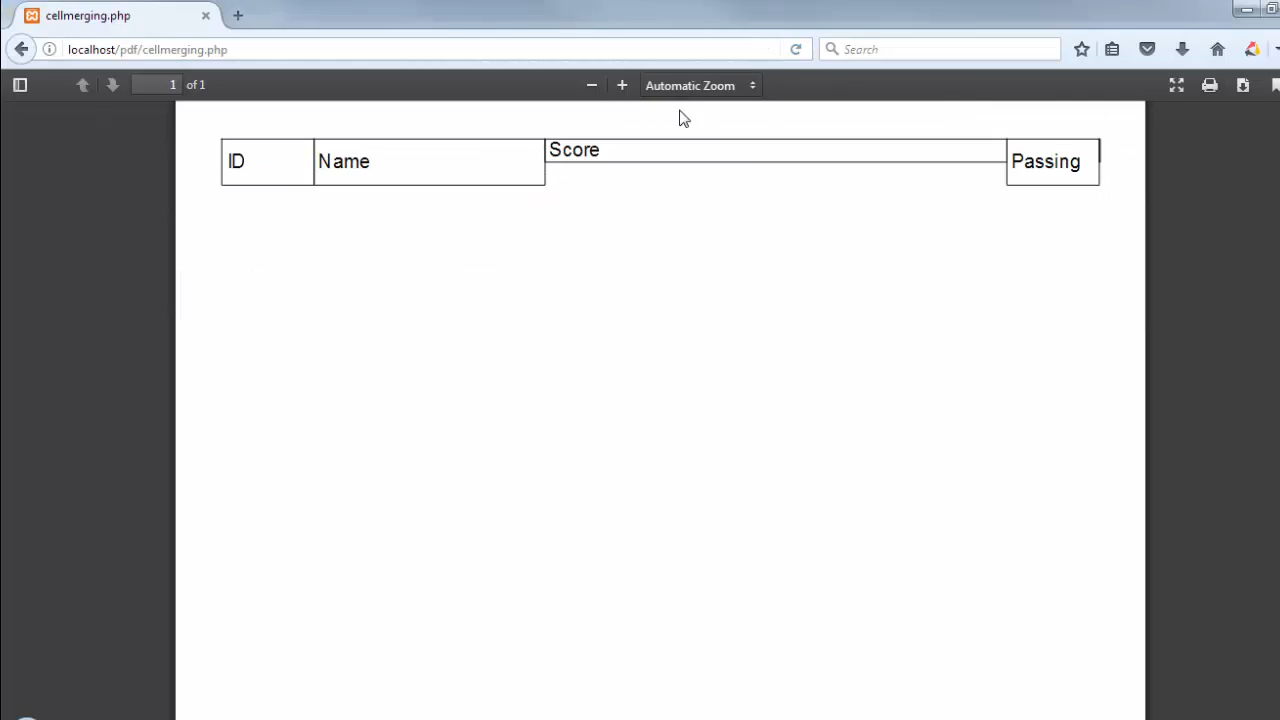 cellmerging.php
localhost/pdf/cellmerging.php
Search
1 of 1
Automatic Zoom
ID Name Score Passing